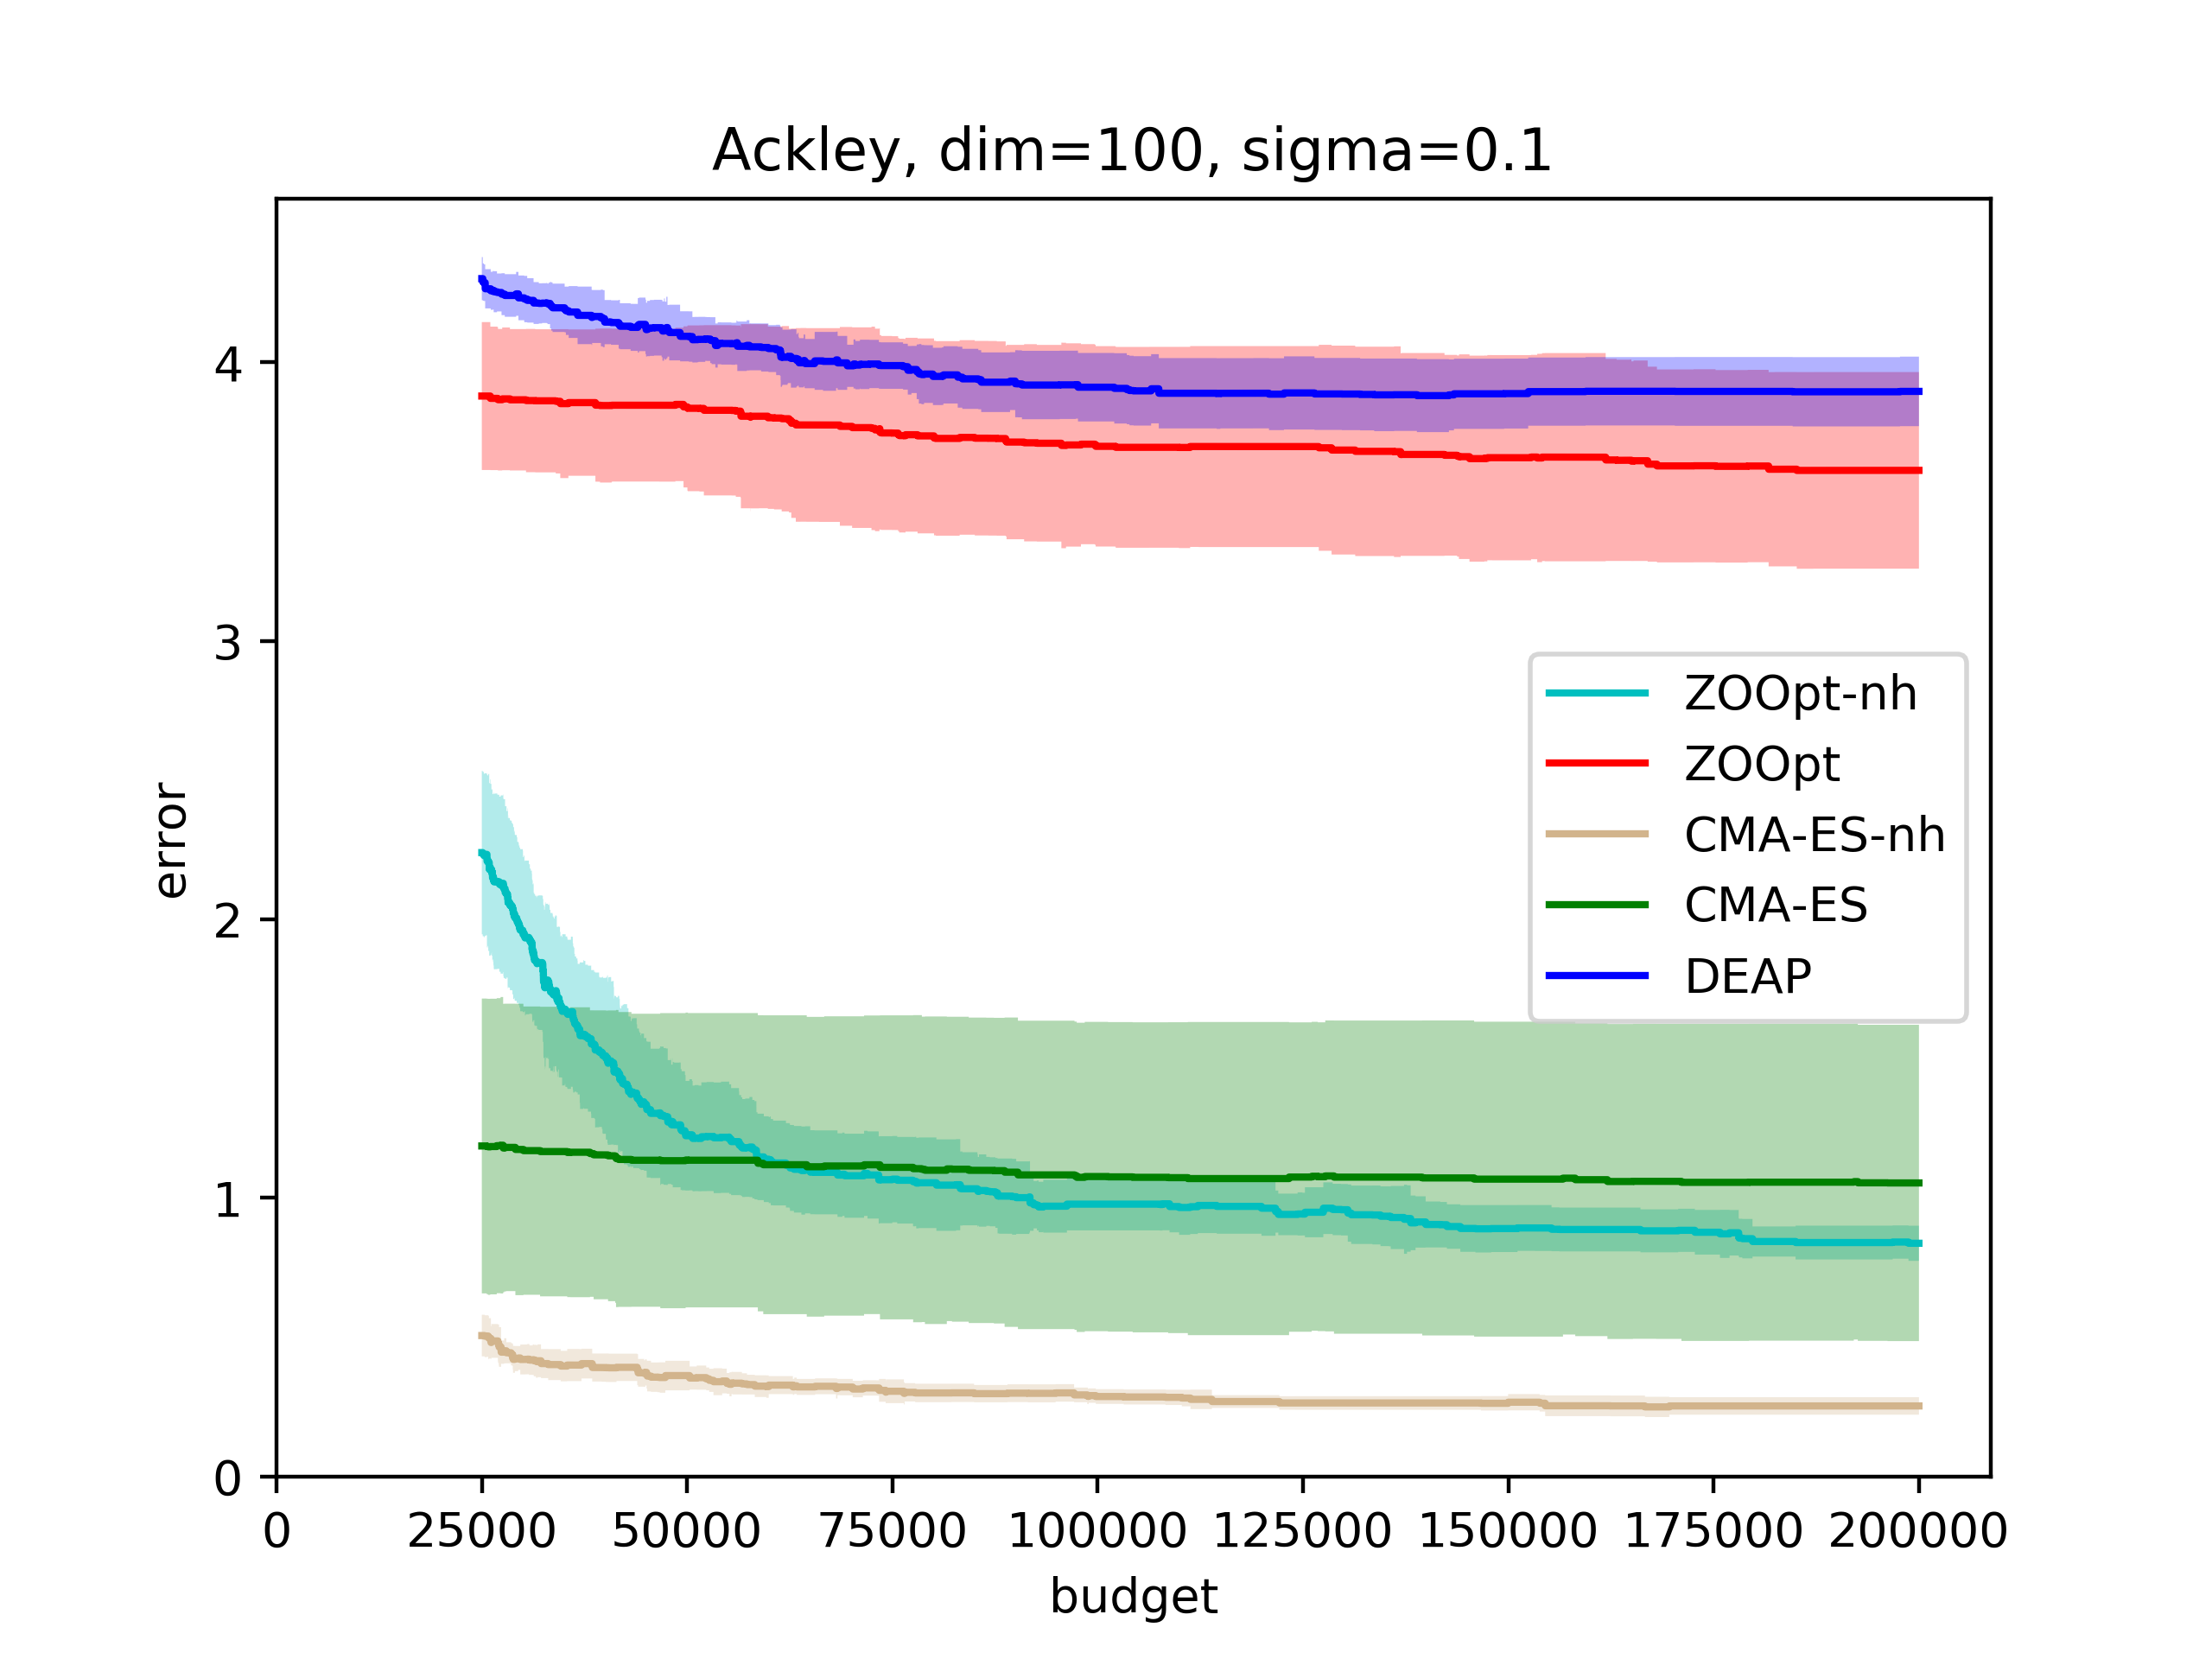 Ackley, dim=100, sigma=0.1
4
3
2
1
0
error
ZOOpt-nh
ZOOpt
CMA-ES-nh
CMA-ES
DEAP
0 25000 50000 75000 100000 125000 150000 175000 200000
budget